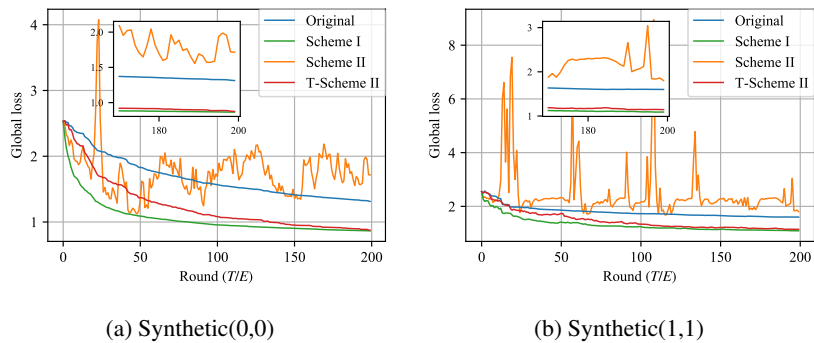 Original
Scheme I
Scheme II
T-Scheme II
4
3
2
1
Global loss
2.0
1.5
1.0
180
200
0
50
100
150
200
Round (T/E)
(a) Synthetic(0,0)
Original
Scheme I
Scheme II
T-Scheme II
8
6
4
2
Global loss
3
2
1
180
200
0
50
100
150
200
Round (T/E)
(b) Synthetic(1,1)